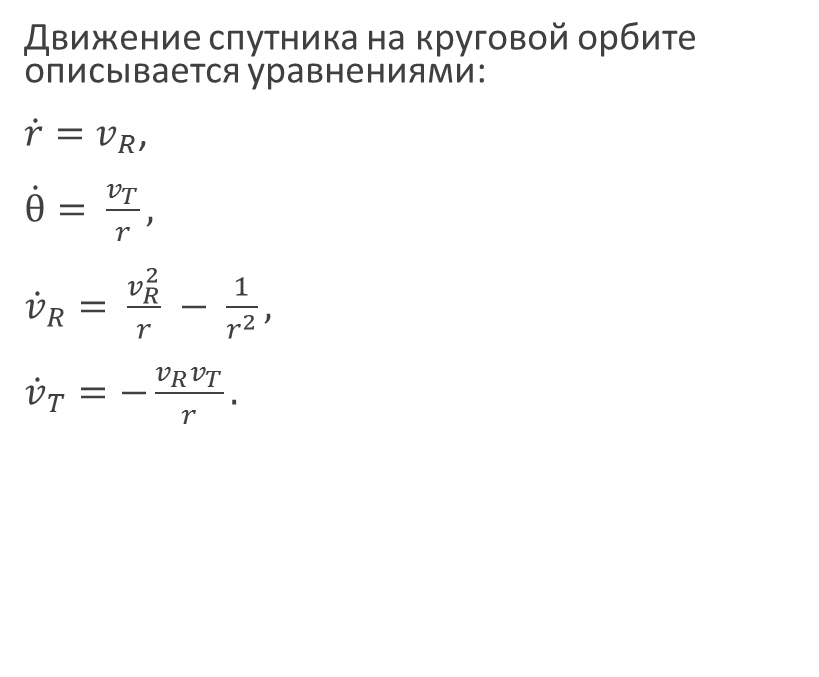 Движение спутника на круговой орбите
описывается уравнениями:
ṙ = v_R,
θ̇ = v_T/r,
v̇_R = v_R²/r − 1/r²,
v̇_T = −v_R v_T/r.